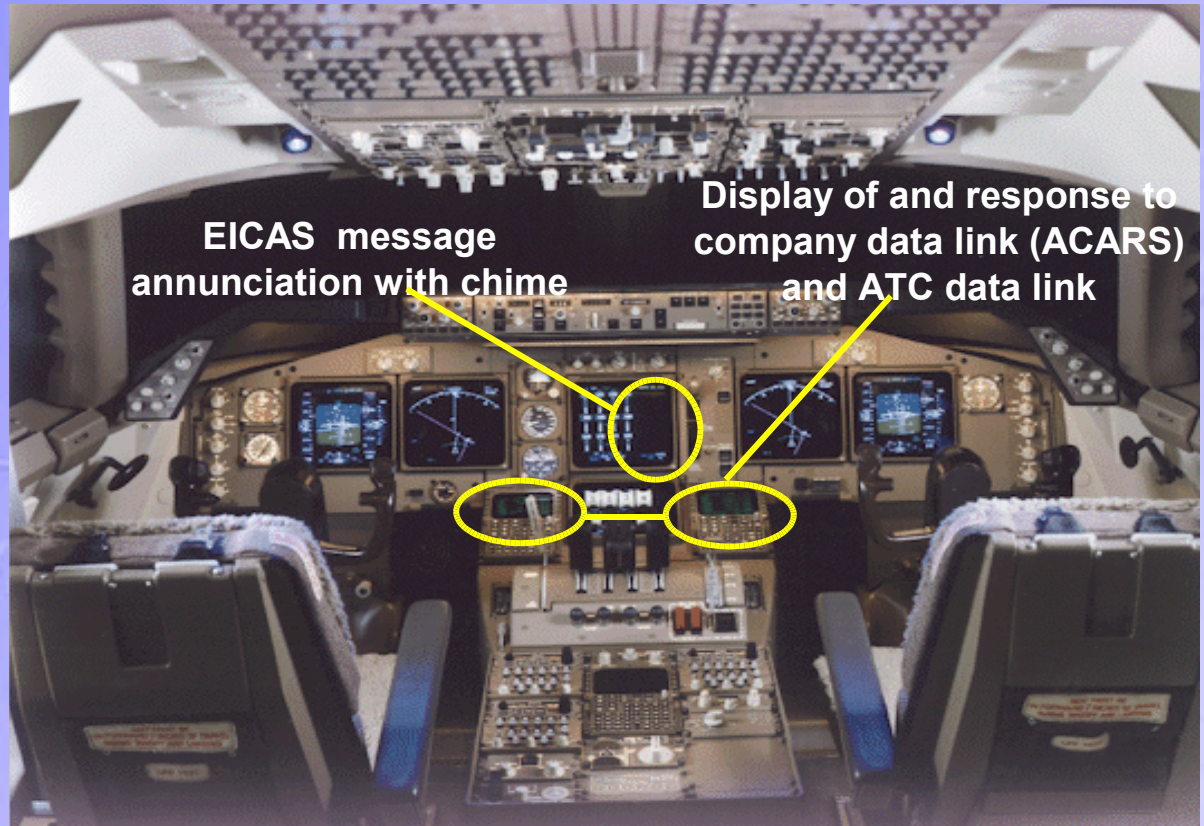 EICAS message
annunciation with chime
Display of and response to
company data link (ACARS)
and ATC data link